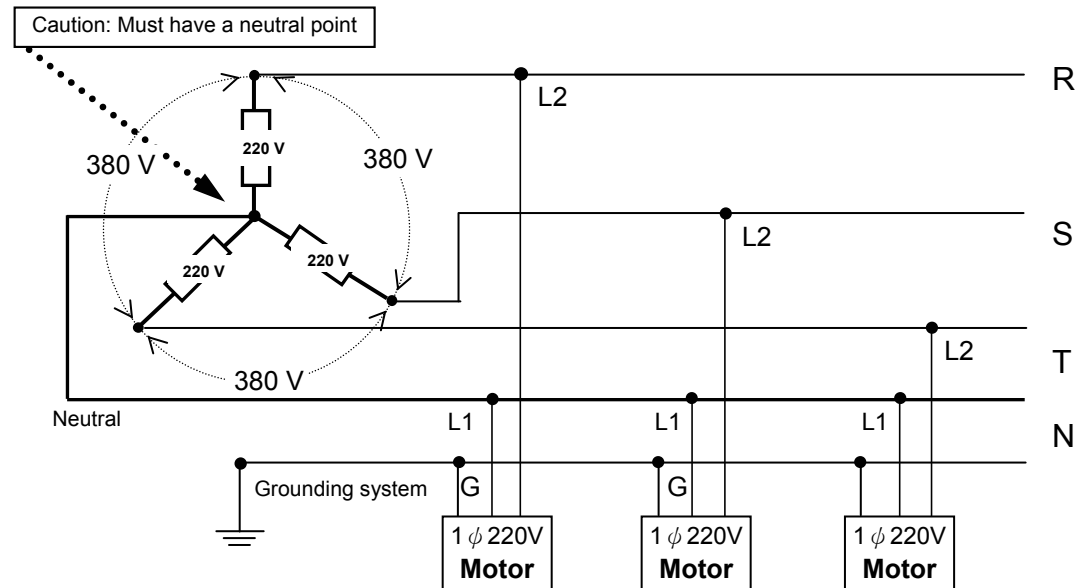 Caution: Must have a neutral point
R
L2
220 V
380 V
380 V
S
L2
220 V
220 V
L2
T
380 V
Neutral
L1
L1
L1
N
Grounding system
G
G
1 ϕ 220V
Motor
1 ϕ 220V
Motor
1 ϕ 220V
Motor